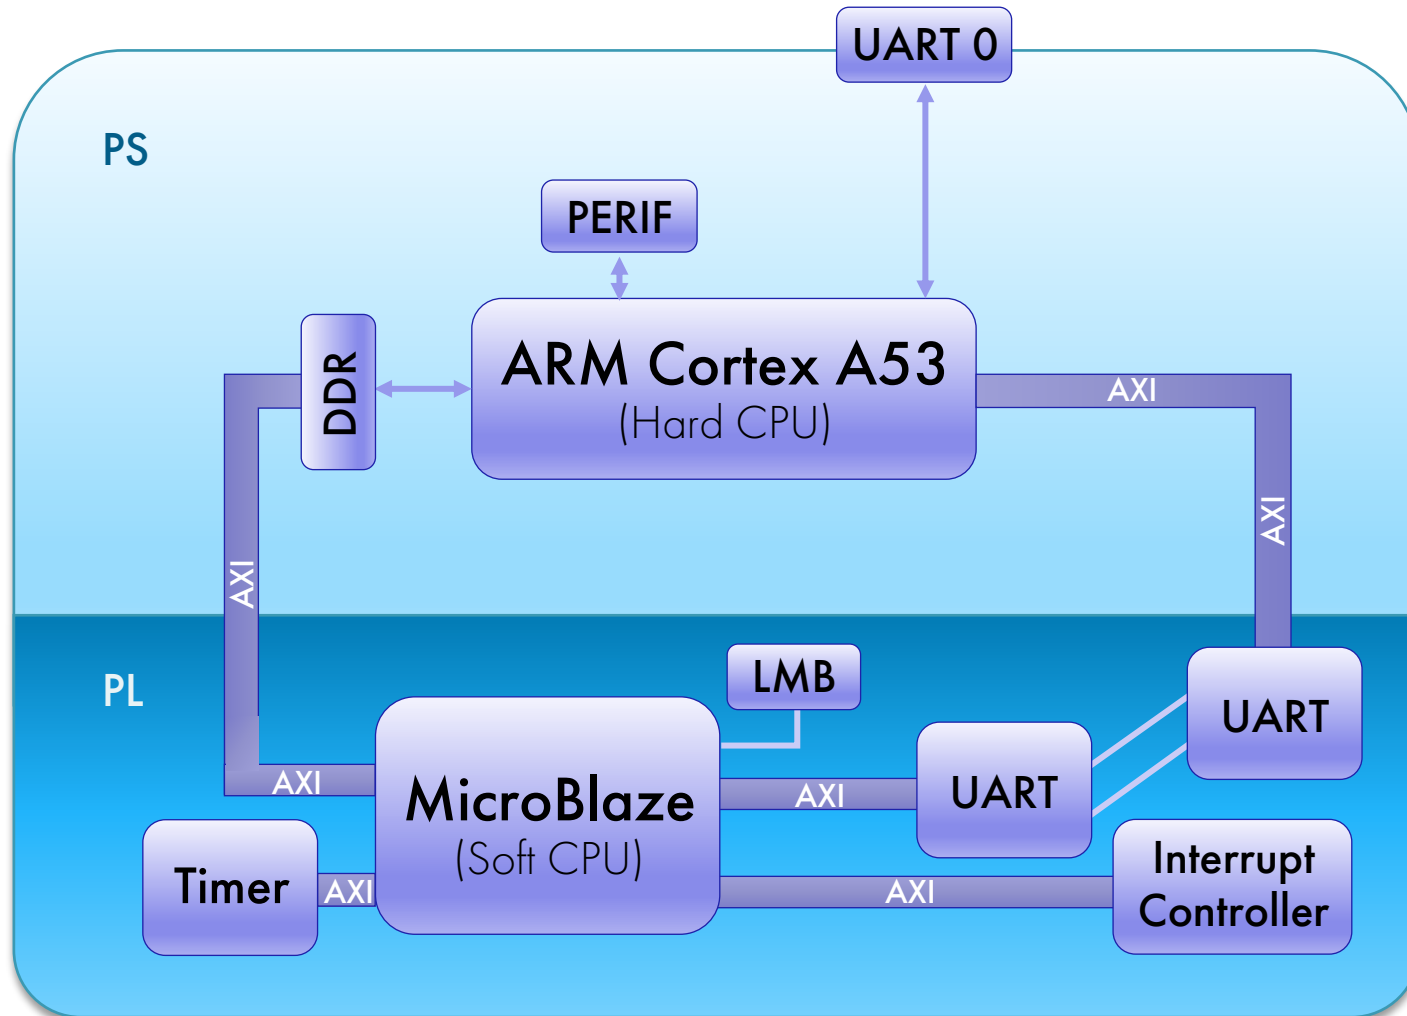 UART 0
PS
PERIF
DDR
ARM Cortex A53
(Hard CPU)
AXI
AXI
AXI
PL
LMB
UART
UART
AXI
MicroBlaze
(Soft CPU)
AXI
Timer
AXI
AXI
Interrupt
Controller